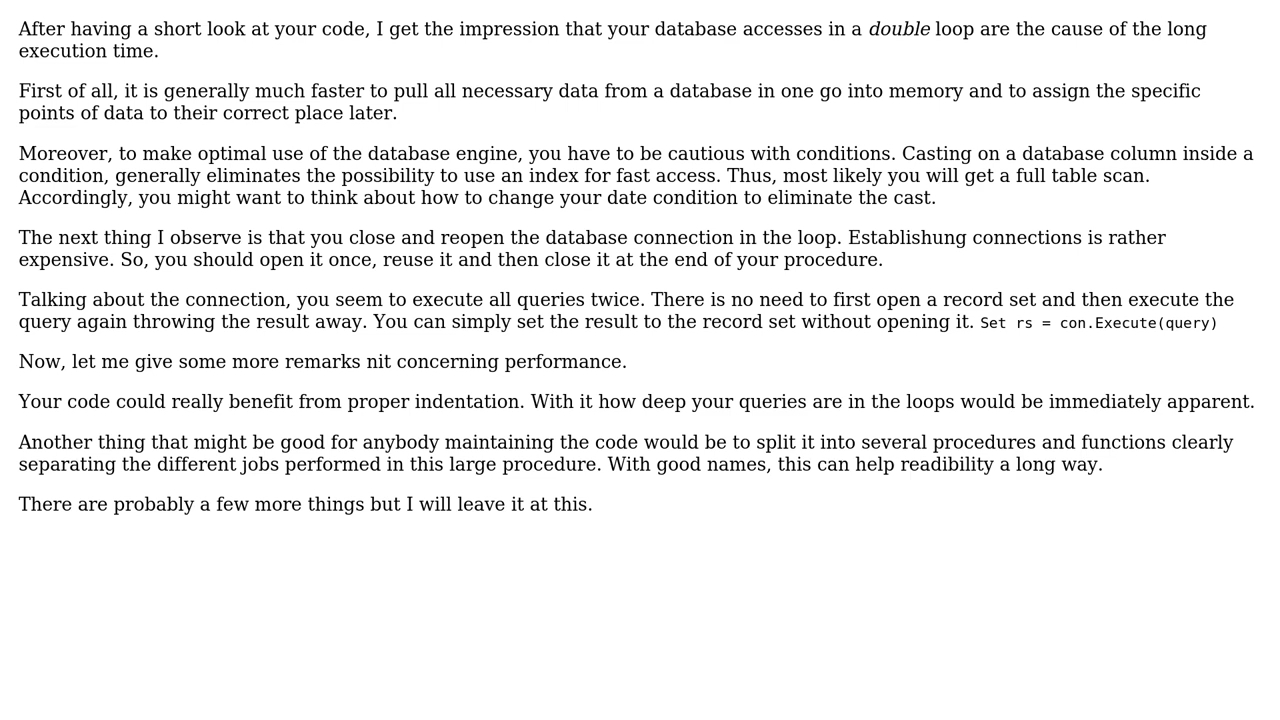 After having a short look at your code, I get the impression that your database accesses in a double loop are the cause of the long
execution time.
First of all, it is generally much faster to pull all necessary data from a database in one go into memory and to assign the specific
points of data to their correct place later.
Moreover, to make optimal use of the database engine, you have to be cautious with conditions. Casting on a database column inside a
condition, generally eliminates the possibility to use an index for fast access. Thus, most likely you will get a full table scan.
Accordingly, you might want to think about how to change your date condition to eliminate the cast.
The next thing I observe is that you close and reopen the database connection in the loop. Establishung connections is rather
expensive. So, you should open it once, reuse it and then close it at the end of your procedure.
Talking about the connection, you seem to execute all queries twice. There is no need to first open a record set and then execute the
query again throwing the result away. You can simply set the result to the record set without opening it. Set rs = con.Execute(query)
Now, let me give some more remarks nit concerning performance.
Your code could really benefit from proper indentation. With it how deep your queries are in the loops would be immediately apparent.
Another thing that might be good for anybody maintaining the code would be to split it into several procedures and functions clearly
separating the different jobs performed in this large procedure. With good names, this can help readibility a long way.
There are probably a few more things but I will leave it at this.